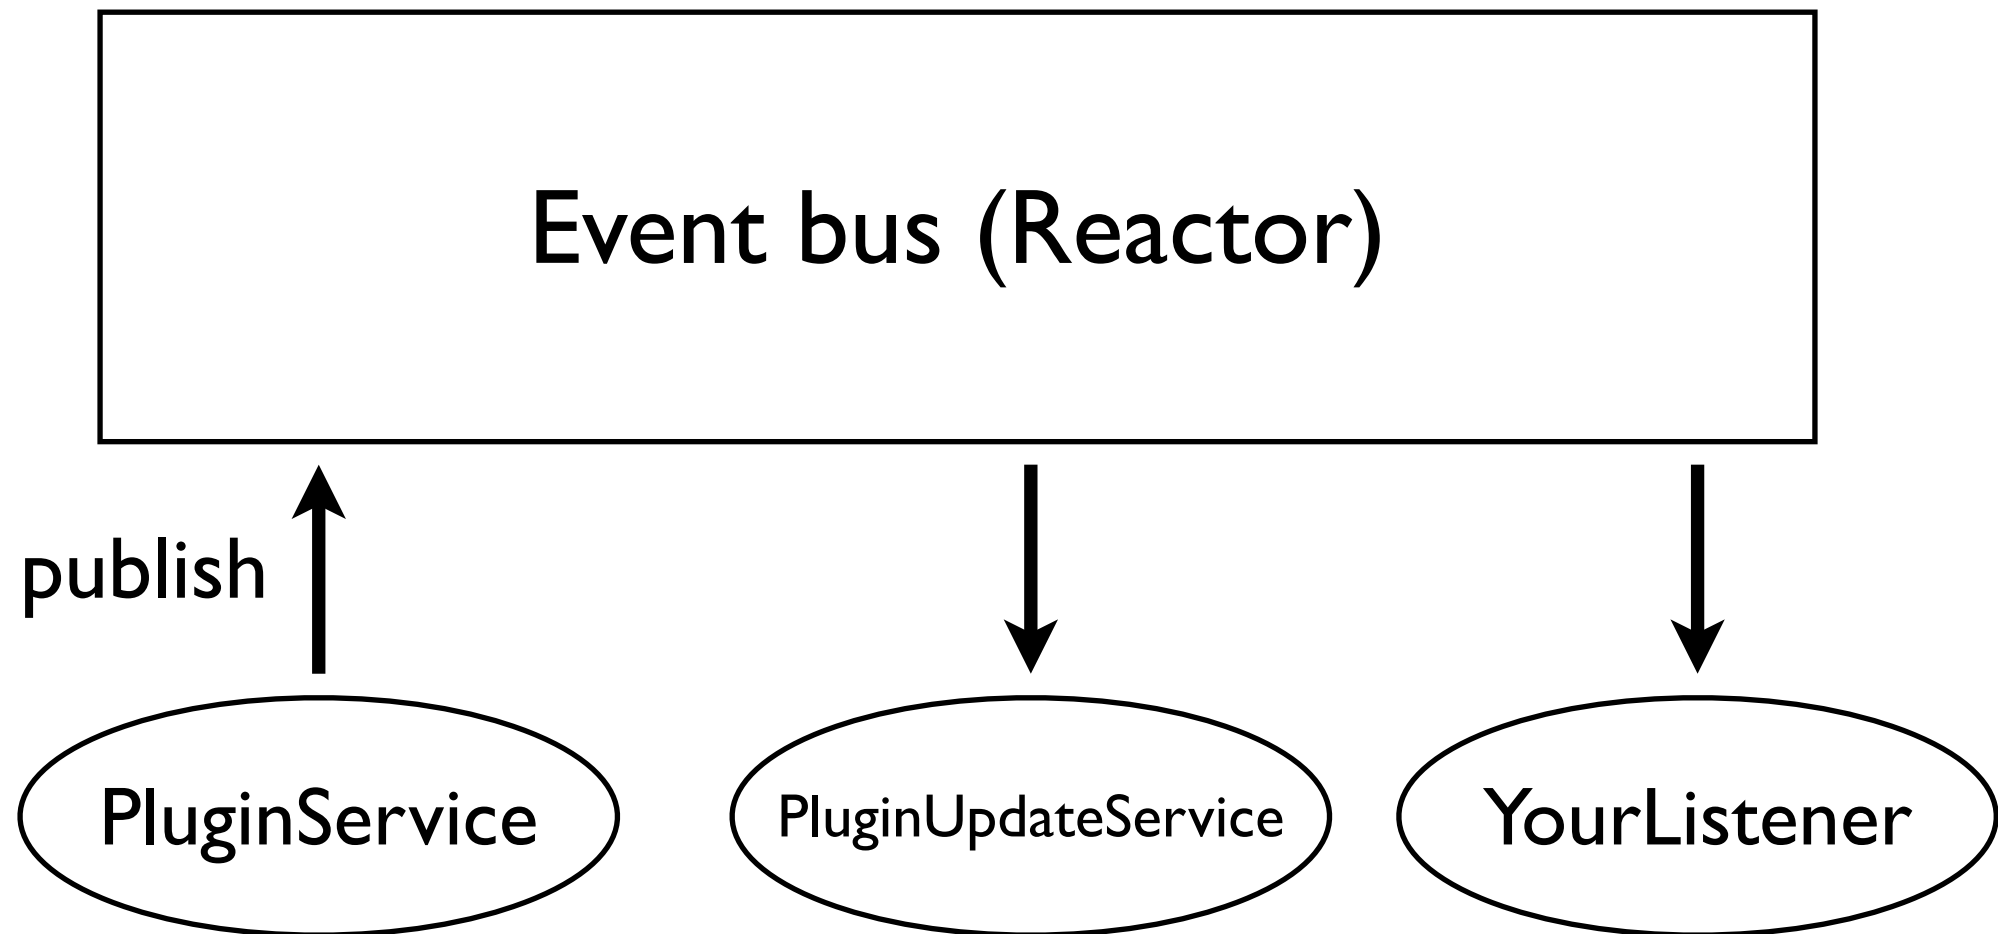 Event bus (Reactor)
publish
PluginService
PluginUpdateService
YourListener